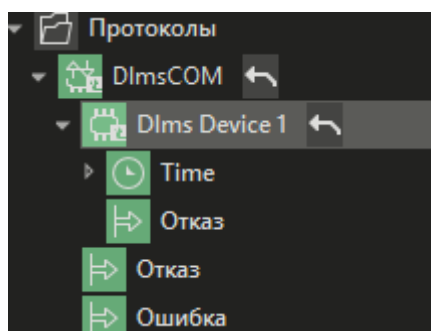 Протоколы
DlmsCOM
Dlms Device 1
Time
Отказ
Отказ
Ошибка